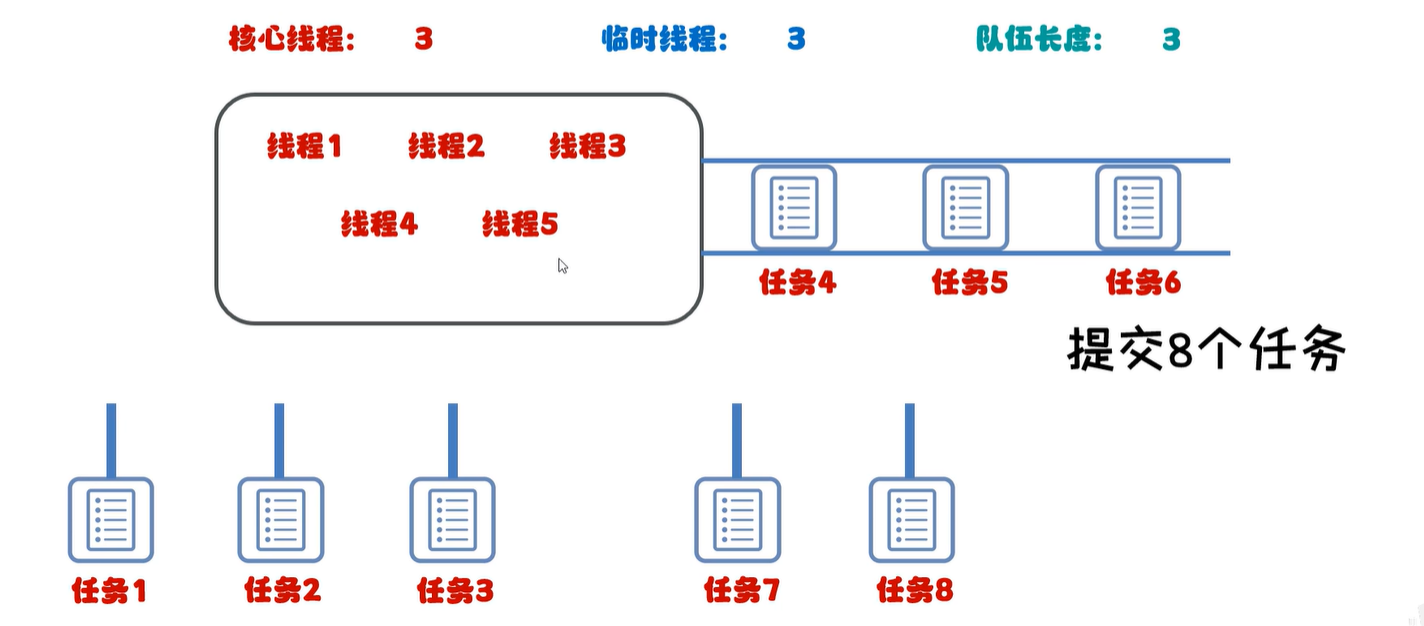 核心线程: 3 临时线程: 3 队伍长度: 3
线程1 线程2 线程3
线程4 线程5
任务4 任务5 任务6
提交8个任务
任务1 任务2 任务3 任务7 任务8